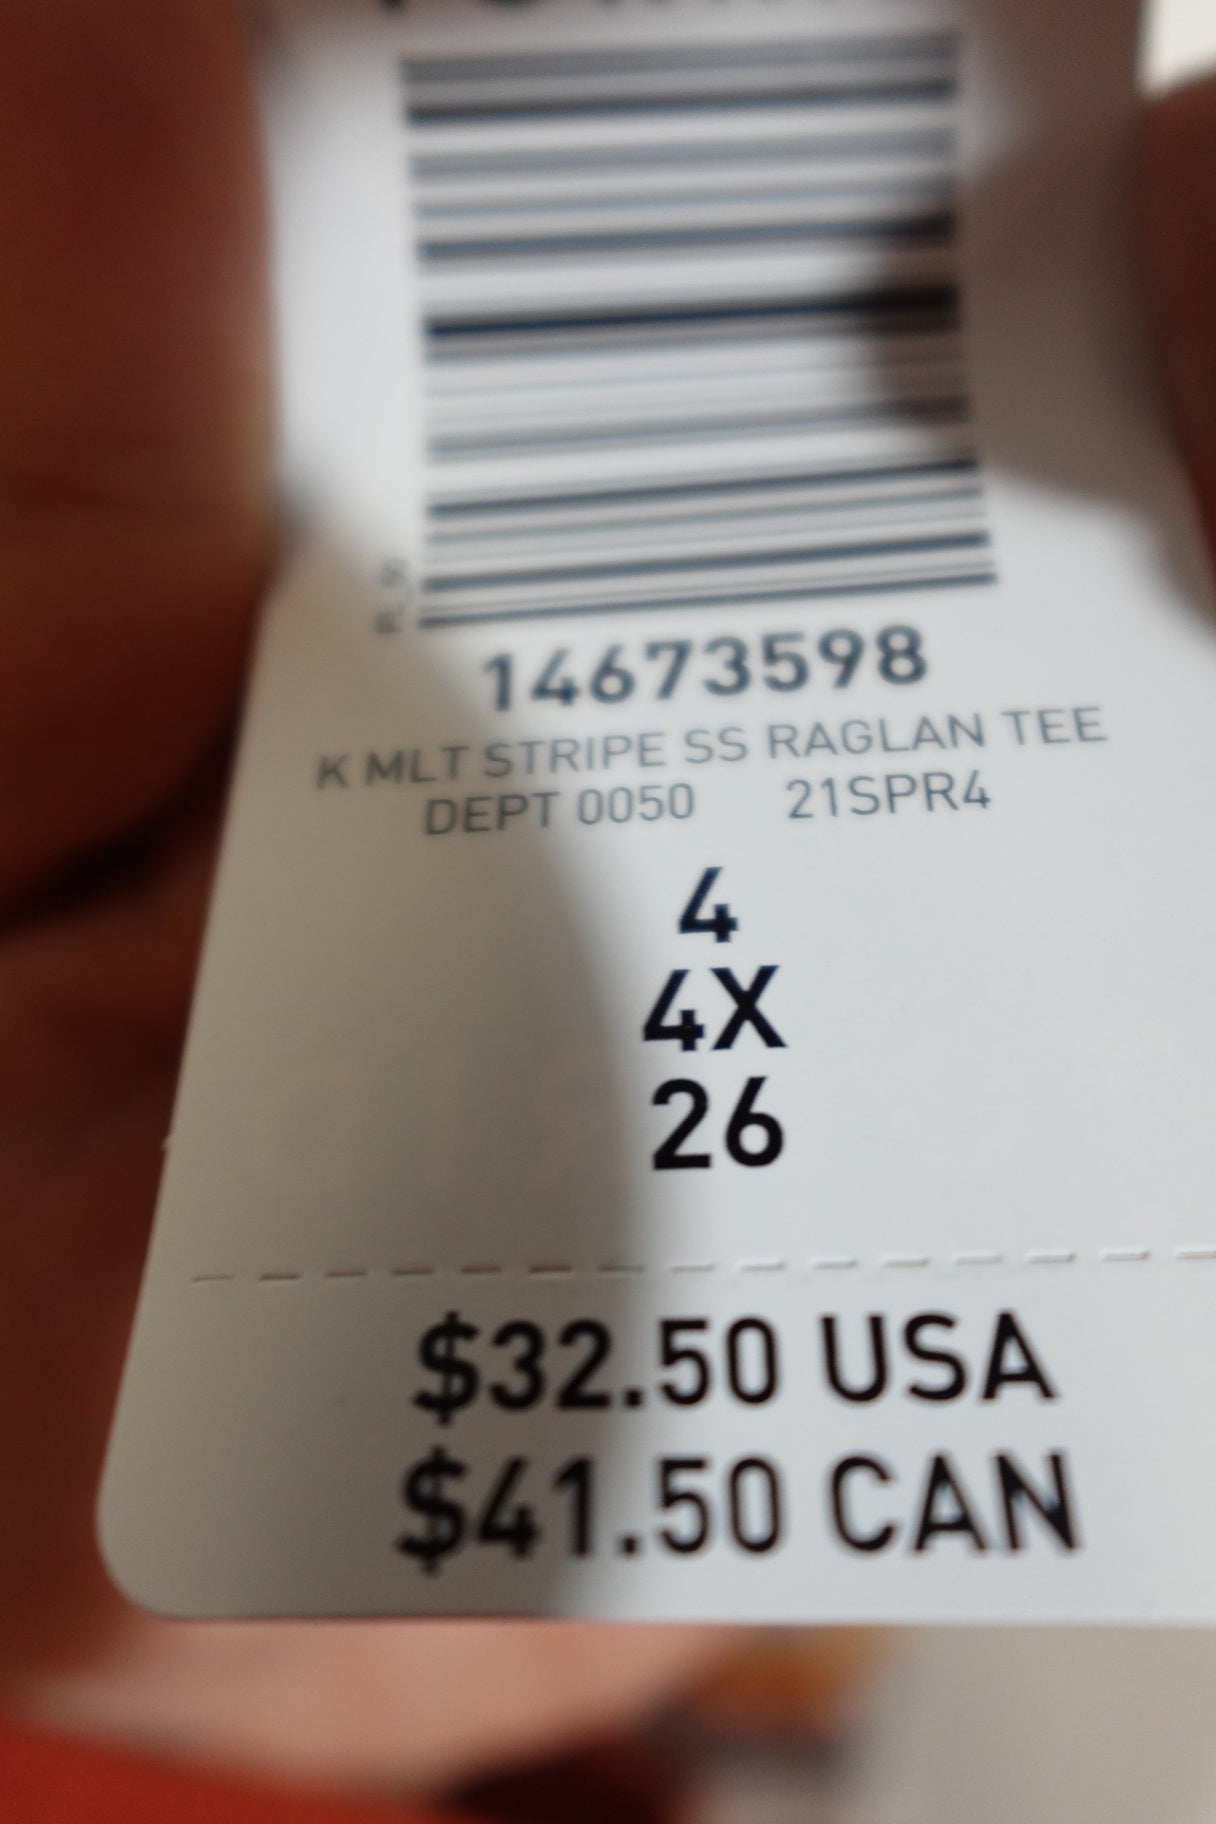 14673598
K MLT STRIPE SS RAGLAN TEE
DEPT 0050 21SPR4
4
4X
26
$32.50 USA
$41.50 CAN